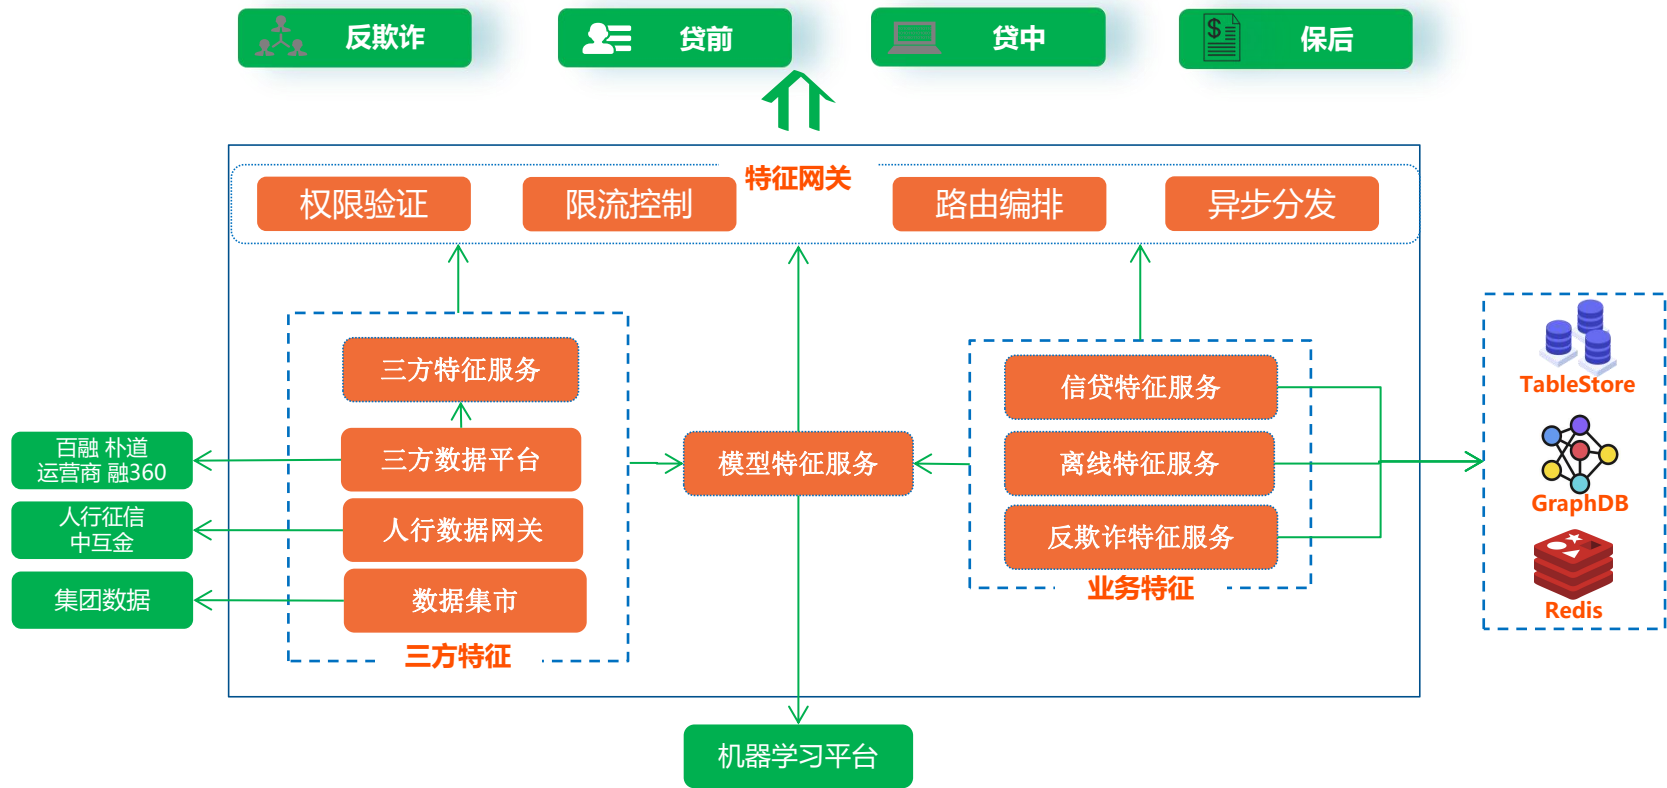 反欺诈
贷前
贷中
保后
特征网关
权限验证
限流控制
路由编排
异步分发
三方特征服务
三方数据平台
人行数据网关
数据集市
三方特征
百融 朴道
运营商 融360
人行征信
中互金
集团数据
模型特征服务
信贷特征服务
离线特征服务
反欺诈特征服务
业务特征
TableStore
GraphDB
Redis
机器学习平台